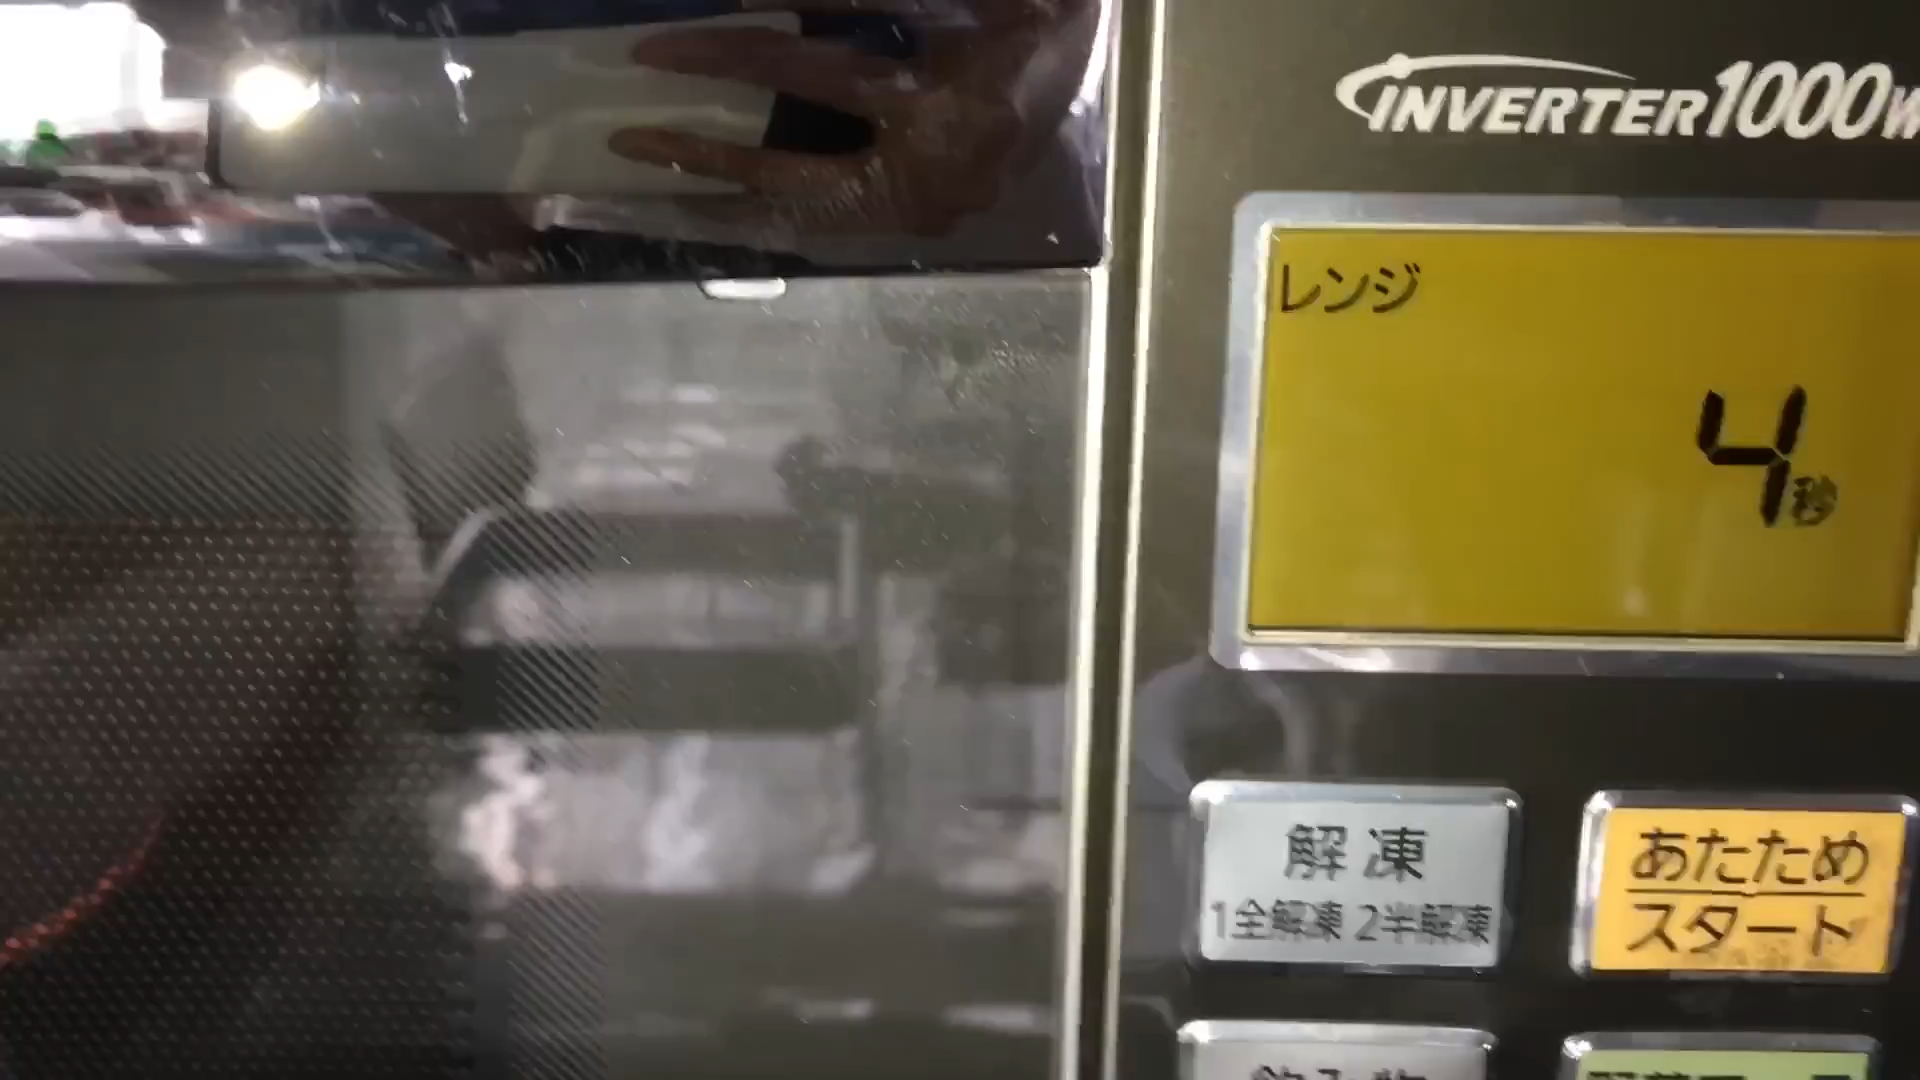 INVERTER1000W
レンジ
4秒
解凍
1全解凍 2半解凍
あたため
スタート